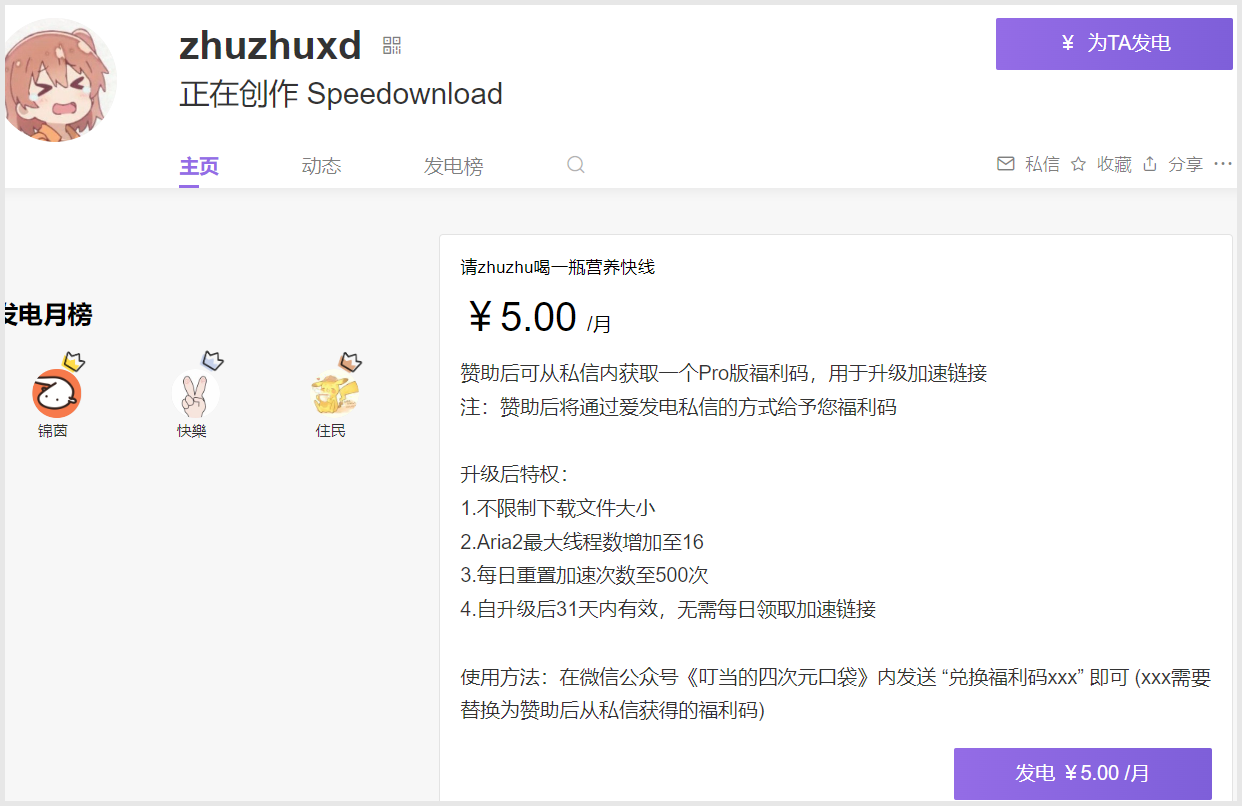 zhuzhuxd
¥ 为TA发电
正在创作 Speedownload
主页 动态 发电榜
私信 收藏 分享 ···
请zhuzhu喝一瓶营养快线
¥5.00 /月
发电月榜
锦茵 快樂 住民
赞助后可从私信内获取一个Pro版福利码，用于升级加速链接
注：赞助后将通过爱发电私信的方式给予您福利码
升级后特权：
1.不限制下载文件大小
2.Aria2最大线程数增加至16
3.每日重置加速次数至500次
4.自升级后31天内有效，无需每日领取加速链接
使用方法：在微信公众号《叮当的四次元口袋》内发送 “兑换福利码xxx” 即可 (xxx需要
替换为赞助后从私信获得的福利码)
发电 ¥5.00 /月